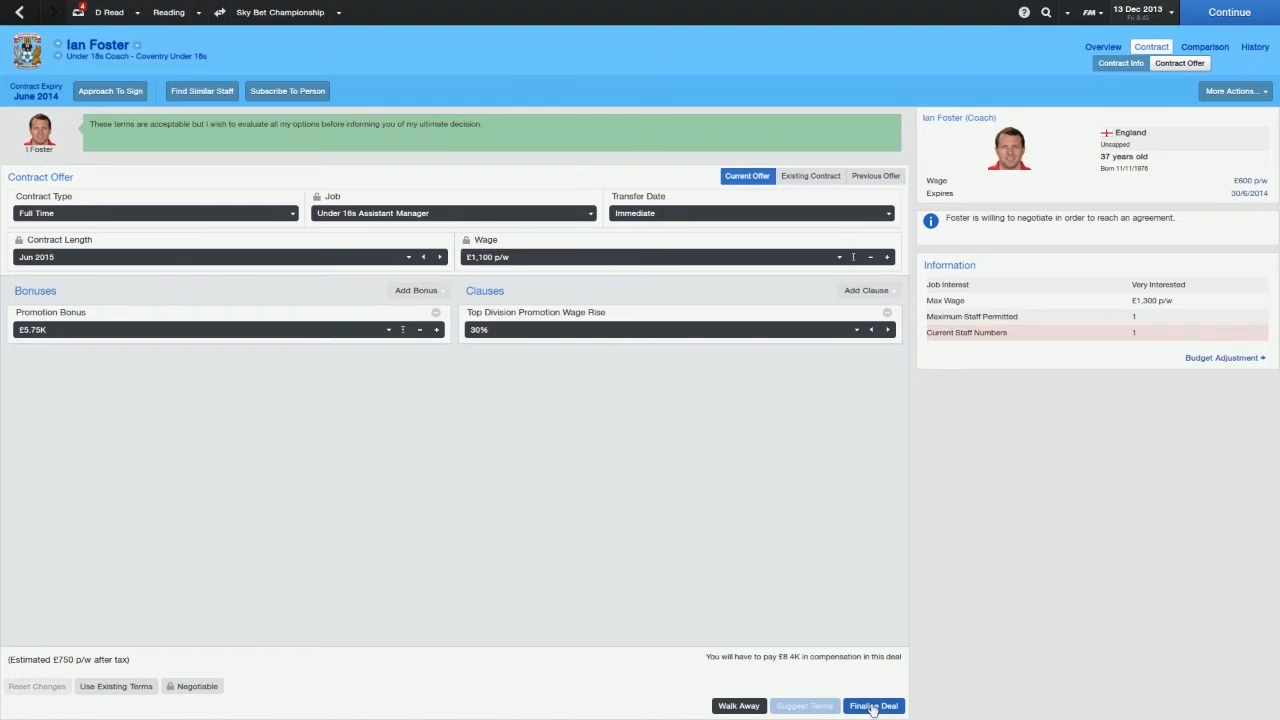 4
D Read
Reading
Sky Bet Championship
FM
13 Dec 2013
Fri 8:45
Continue
Ian Foster
Under 18s Coach - Coventry Under 18s
Overview
Contract
Comparison
History
Contract Info
Contract Offer
Contract Expiry
June 2014
Approach To Sign
Find Similar Staff
Subscribe To Person
More Actions...
I Foster
These terms are acceptable but I wish to evaluate all my options before informing you of my ultimate decision.
Contract Offer
Current Offer
Existing Contract
Previous Offer
Contract Type
Job
Transfer Date
Full Time
Under 18s Assistant Manager
Immediate
Contract Length
Wage
Jun 2015
£1,100 p/w
Bonuses
Add Bonus
Clauses
Add Clause
Promotion Bonus
Top Division Promotion Wage Rise
£5.75K
30%
Ian Foster (Coach)
England
Uncapped
37 years old
Born 11/11/1976
Wage
£600 p/w
Expires
30/6/2014
Foster is willing to negotiate in order to reach an agreement.
Information
Job Interest
Very Interested
Max Wage
£1,300 p/w
Maximum Staff Permitted
1
Current Staff Numbers
1
Budget Adjustment
(Estimated £750 p/w after tax)
You will have to pay £8.4K in compensation in this deal
Reset Changes
Use Existing Terms
Negotiable
Walk Away
Suggest Terms
Finalise Deal